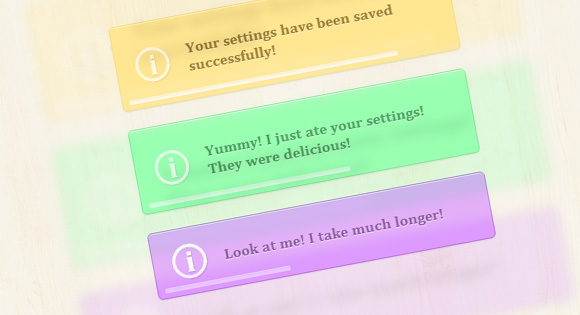 Your settings have been saved
successfully!
Yummy! I just ate your settings!
They were delicious!
Look at me! I take much longer!